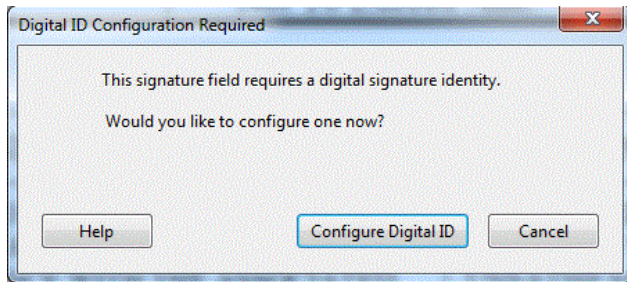 Digital ID Configuration Required
This signature field requires a digital signature identity.
Would you like to configure one now?
Help
Configure Digital ID
Cancel